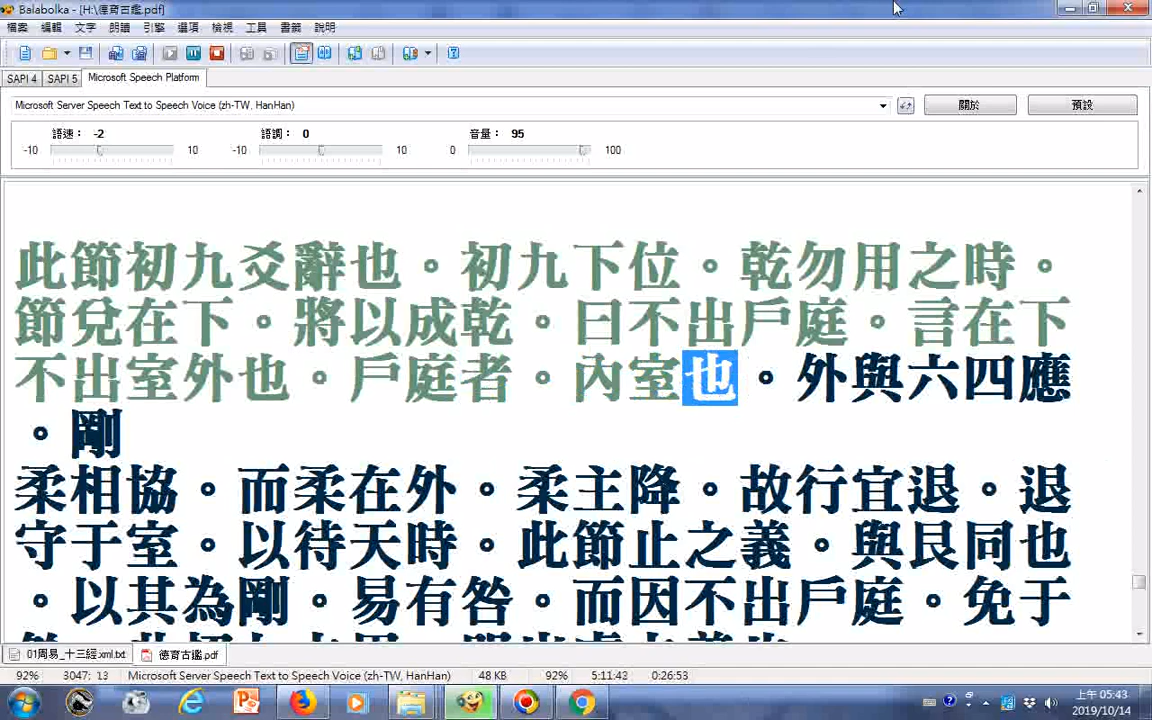 Balabolka - [H:\德育古鑑.pdf]
檔案 編輯 文字 朗讀 引擎 選項 檢視 工具 書籤 說明
SAPI 4 SAPI 5 Microsoft Speech Platform
Microsoft Server Speech Text to Speech Voice (zh-TW, HanHan) 關於 預設
語速： -2 語調： 0 音量： 95
-10 10 -10 10 0 100
此節初九爻辭也。初九下位。乾勿用之時。
節兌在下。將以成乾。曰不出戶庭。言在下
不出室外也。戶庭者。內室也。外與六四應
。剛
柔相協。而柔在外。柔主降。故行宜退。退
守于室。以待天時。此節止之義。與艮同也
。以其為剛。易有咎。而因不出戶庭。免于
01周易_十三經.xml.txt 德育古鑑.pdf
92% 3047: 13 Microsoft Server Speech Text to Speech Voice (zh-TW, HanHan) 48 KB 92% 5:11:43 0:26:53
上午 05:43
2019/10/14